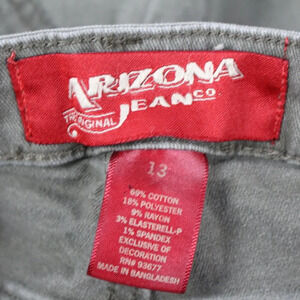 ARIZONA
THE ORIGINAL JEAN CO
13
69% COTTON
18% POLYESTER
9% RAYON
3% ELASTERELL-P
1% SPANDEX
EXCLUSIVE OF
DECORATION
RN# 93677
MADE IN BANGLADESH